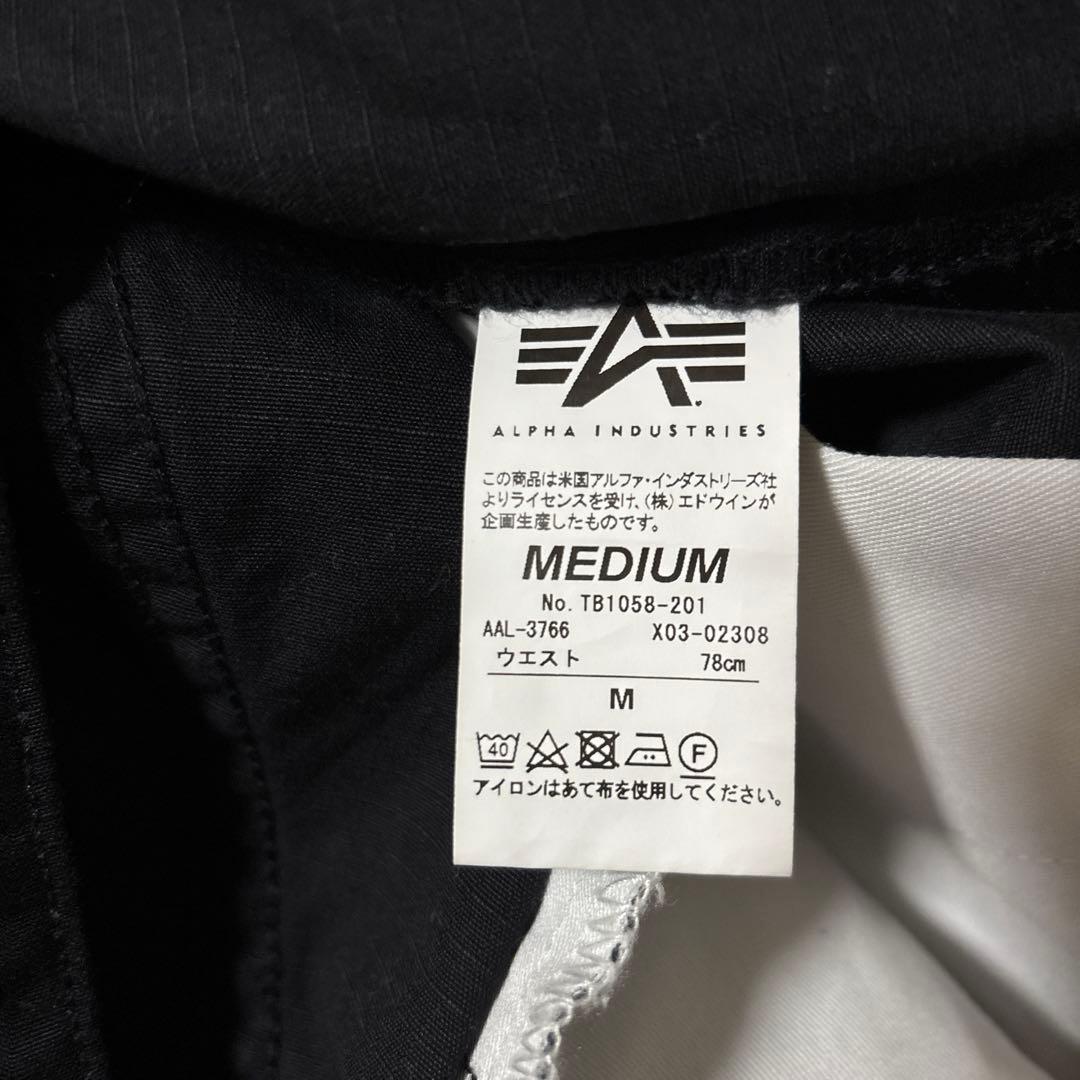 ALPHA INDUSTRIES
この商品は米国アルファ・インダストリーズ社
よりライセンスを受け、(株)エドウインが
企画生産したものです。
MEDIUM
No. TB1058-201
AAL-3766 X03-02308
ウエスト 78cm
M
40 F
アイロンはあて布を使用してください。